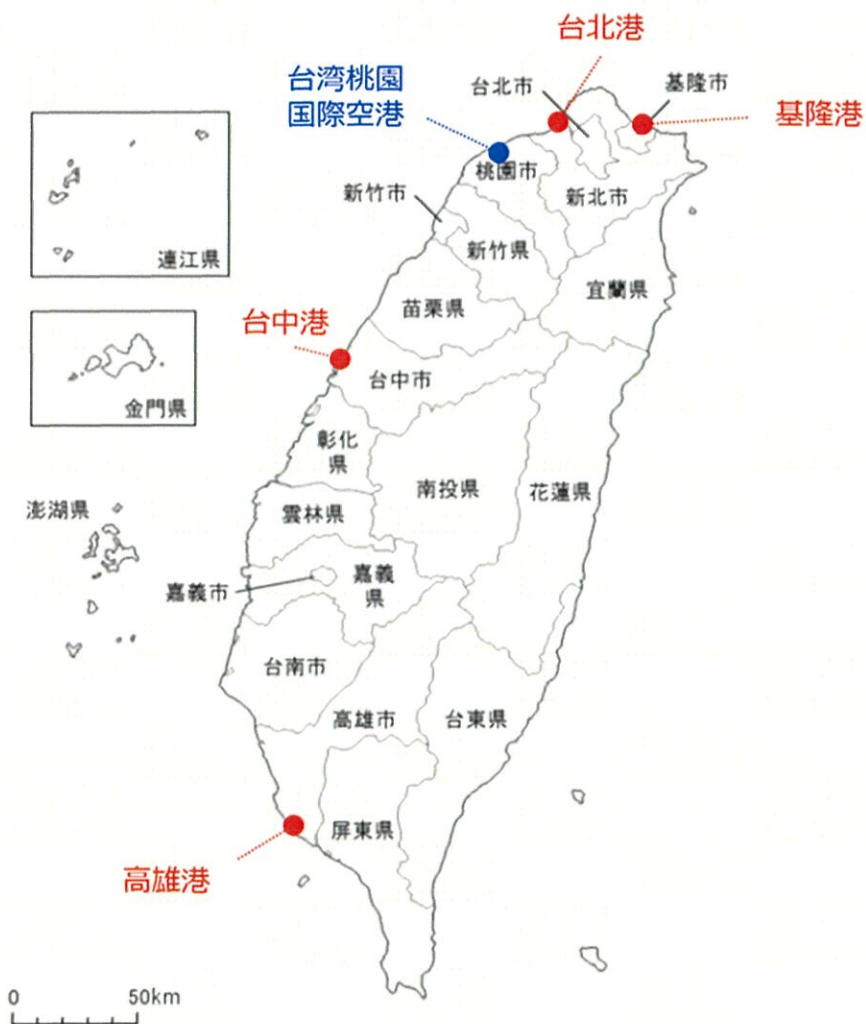 台北港
台湾桃園
国際空港
台北市
基隆市
基隆港
桃園市
新竹市
新北市
連江県
新竹県
宜蘭県
苗栗県
台中港
台中市
金門県
彰化
県
南投県
花蓮県
澎湖県
雲林県
嘉義市
嘉義
県
台南市
高雄市
台東県
屏東県
高雄港
0
50km